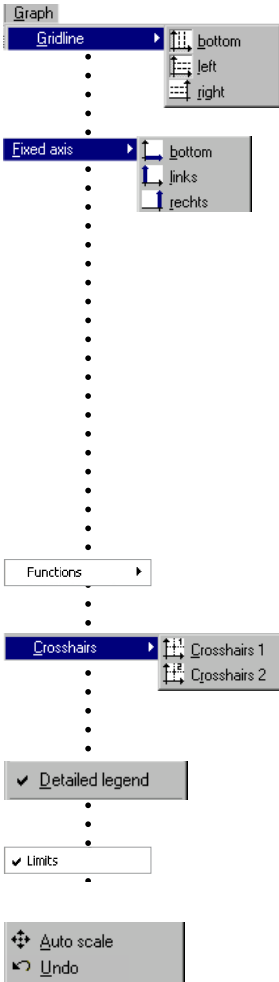 Graph
Gridline
bottom
left
right
Fixed axis
bottom
links
rechts
Functions
Crosshairs
Crosshairs 1
Crosshairs 2
Detailed legend
Limits
Auto scale
Undo